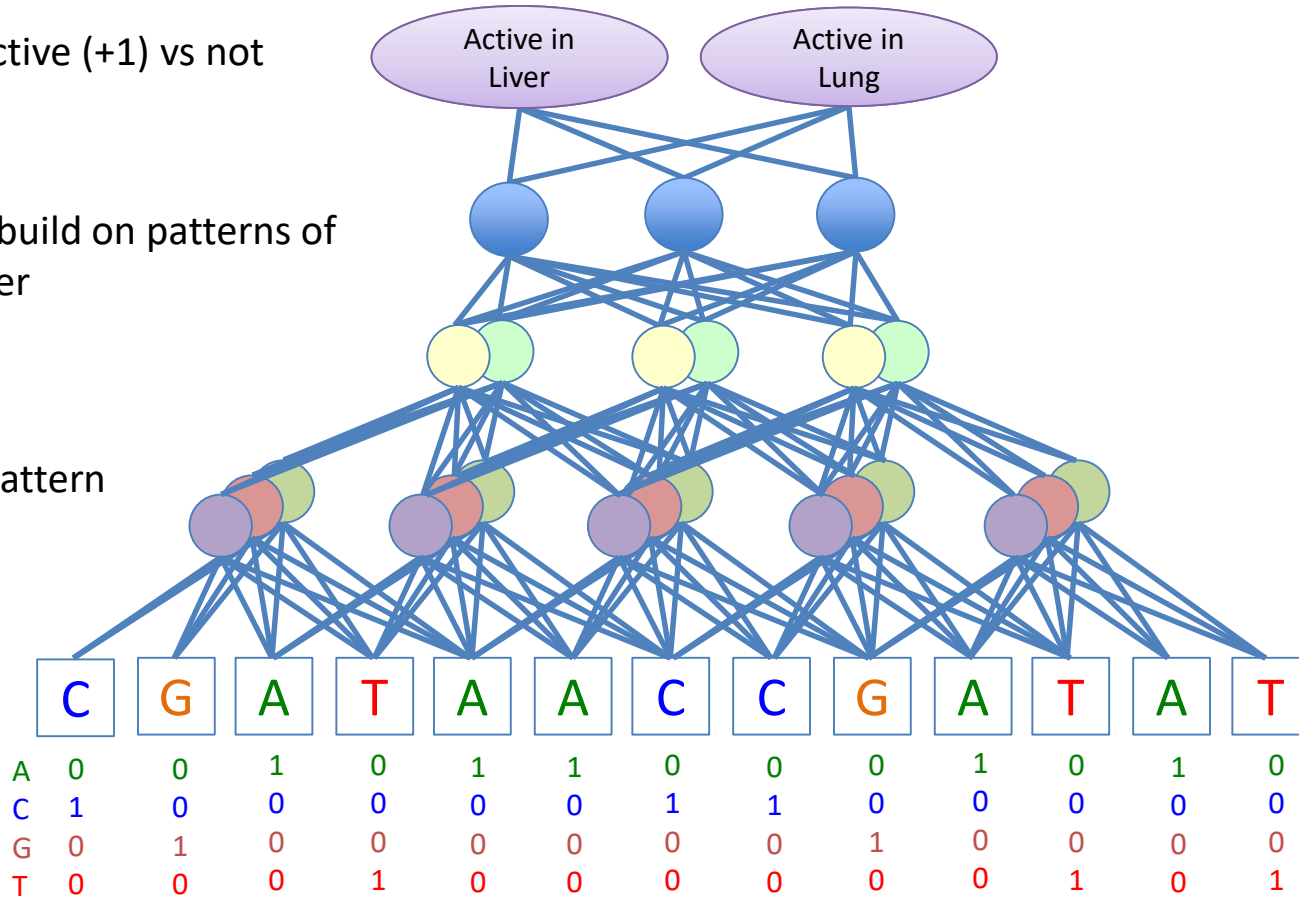 ctive (+1) vs not
Active in
Liver
Active in
Lung
build on patterns of
er
attern
C G A T A A C C G A T A T
A 0 0 1 0 1 1 0 0 0 1 0 1 0
C 1 0 0 0 0 0 1 1 0 0 0 0 0
G 0 1 0 0 0 0 0 0 1 0 0 0 0
T 0 0 0 1 0 0 0 0 0 0 1 0 1